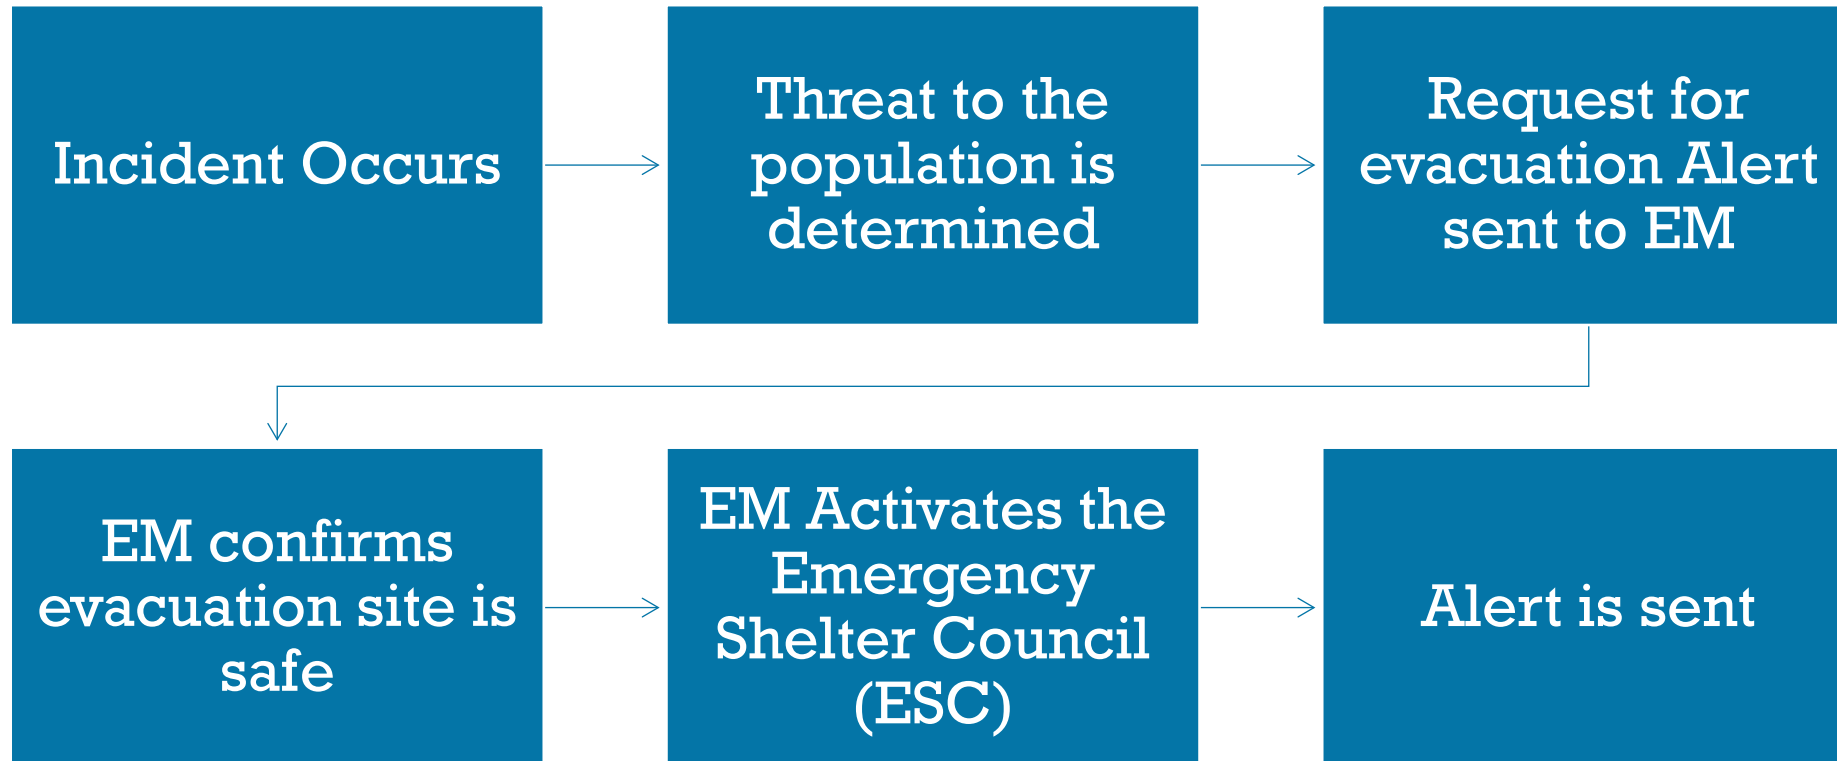 Incident Occurs
Threat to the
population is
determined
Request for
evacuation Alert
sent to EM
EM confirms
evacuation site is
safe
EM Activates the
Emergency
Shelter Council
(ESC)
Alert is sent